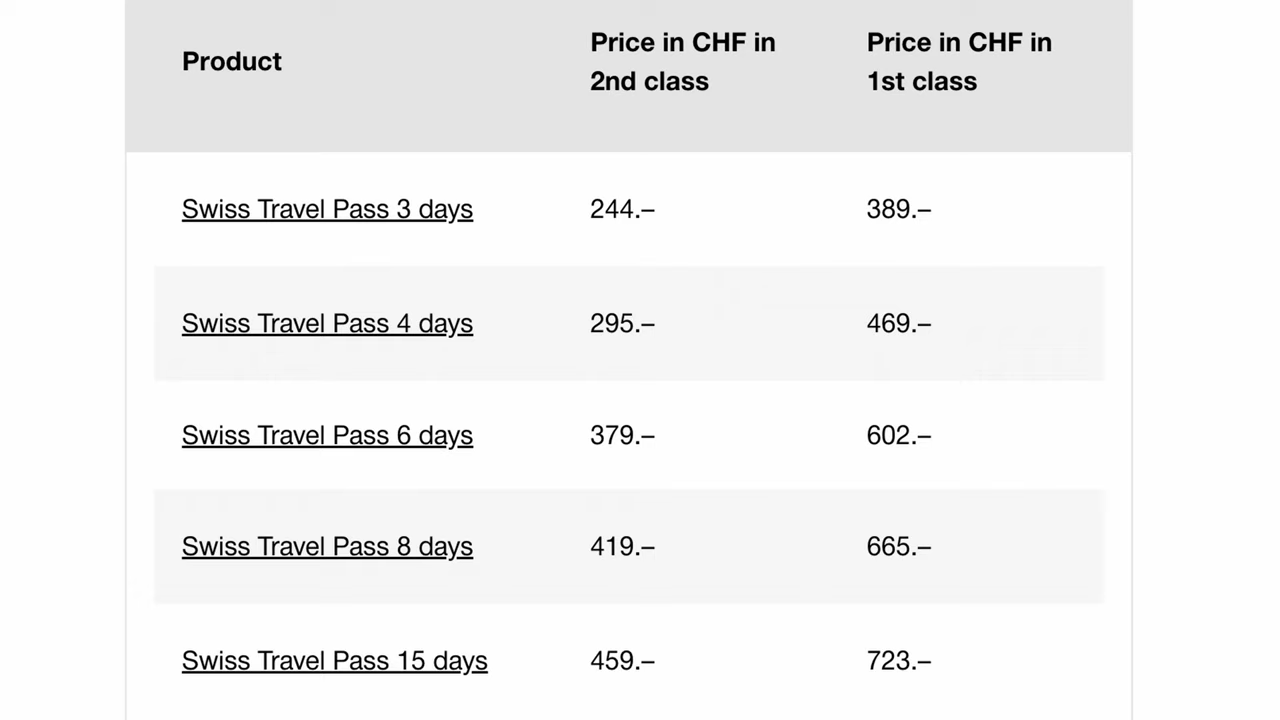 Product
Price in CHF in
2nd class
Price in CHF in
1st class
Swiss Travel Pass 3 days 244.– 389.–
Swiss Travel Pass 4 days 295.– 469.–
Swiss Travel Pass 6 days 379.– 602.–
Swiss Travel Pass 8 days 419.– 665.–
Swiss Travel Pass 15 days 459.– 723.–